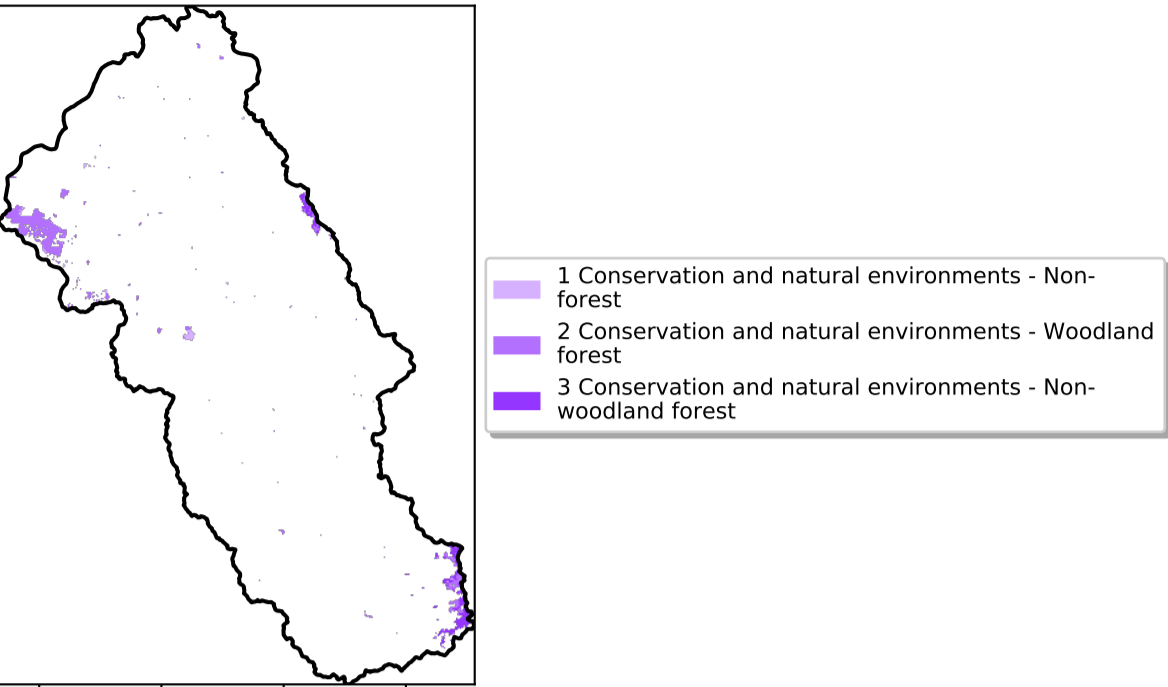 1 Conservation and natural environments - Non-
forest
2 Conservation and natural environments - Woodland
forest
3 Conservation and natural environments - Non-
woodland forest